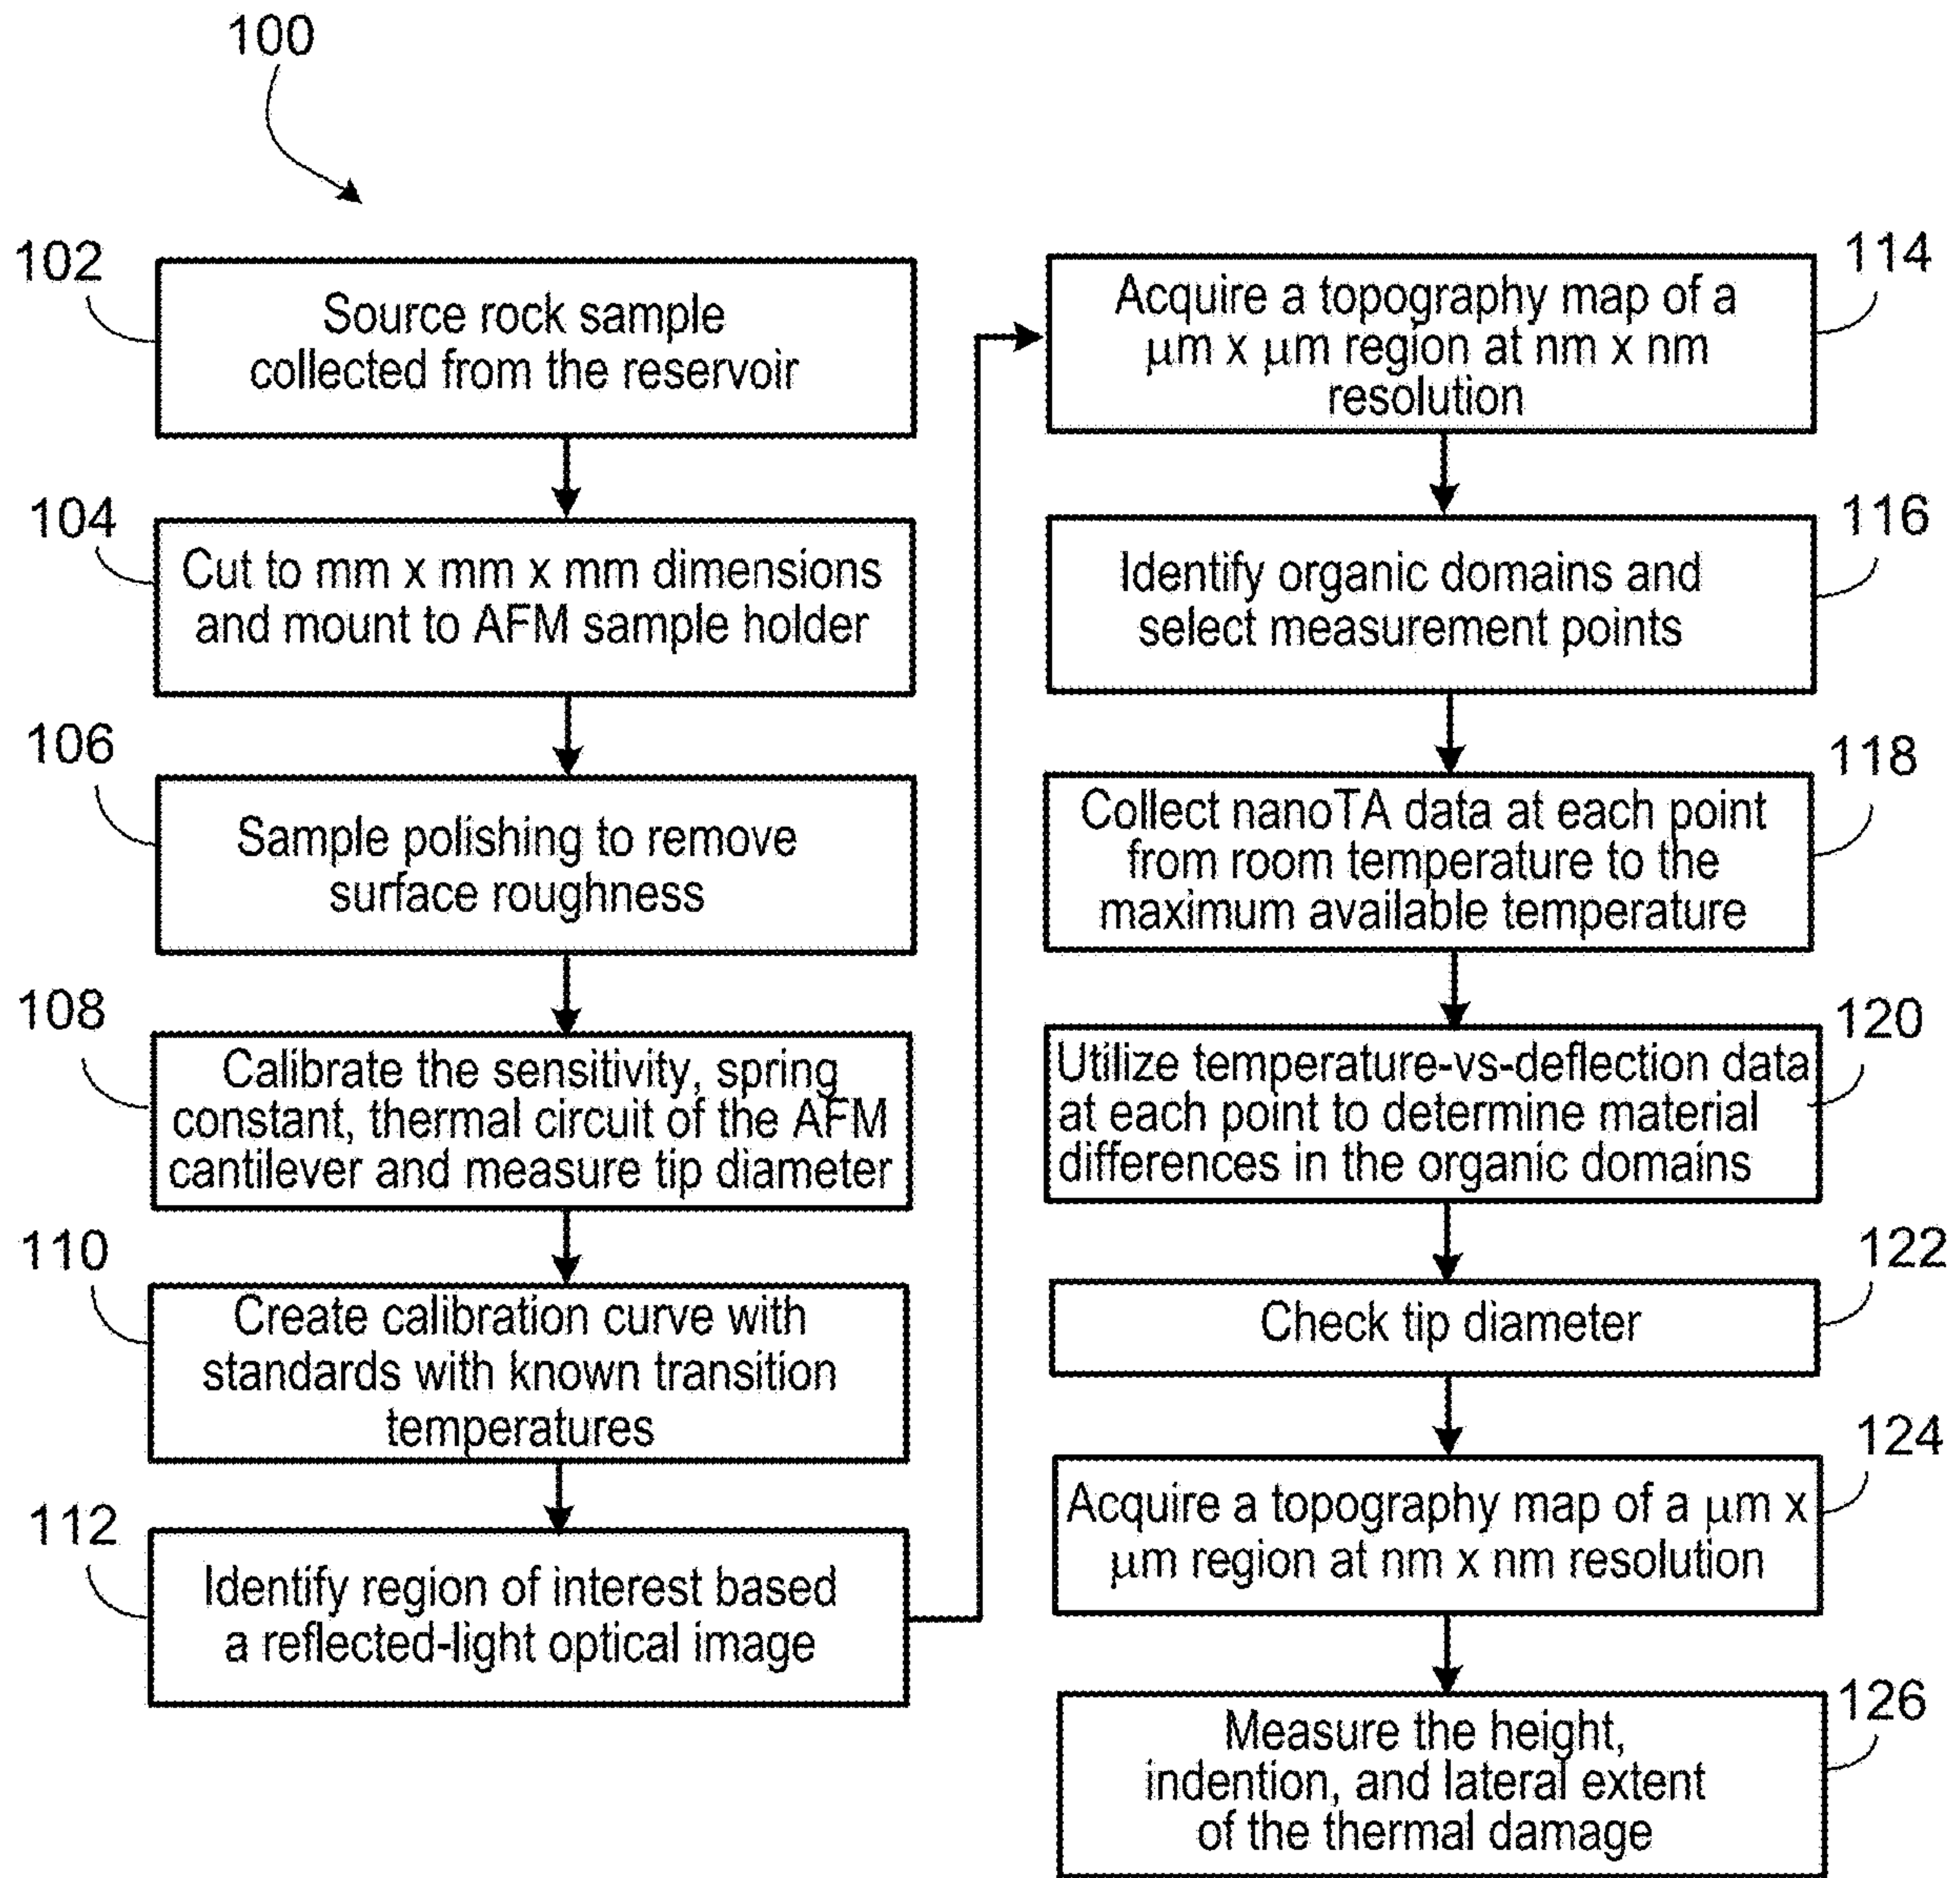 100
102
Source rock sample
collected from the reservoir
104
Cut to mm x mm x mm dimensions
and mount to AFM sample holder
106
Sample polishing to remove
surface roughness
108
Calibrate the sensitivity, spring
constant, thermal circuit of the AFM
cantilever and measure tip diameter
110
Create calibration curve with
standards with known transition
temperatures
112
Identify region of interest based
a reflected-light optical image
114
Acquire a topography map of a
μm x μm region at nm x nm
resolution
116
Identify organic domains and
select measurement points
118
Collect nanoTA data at each point
from room temperature to the
maximum available temperature
120
Utilize temperature-vs-deflection data
at each point to determine material
differences in the organic domains
122
Check tip diameter
124
Acquire a topography map of a μm x
μm region at nm x nm resolution
126
Measure the height,
indention, and lateral extent
of the thermal damage